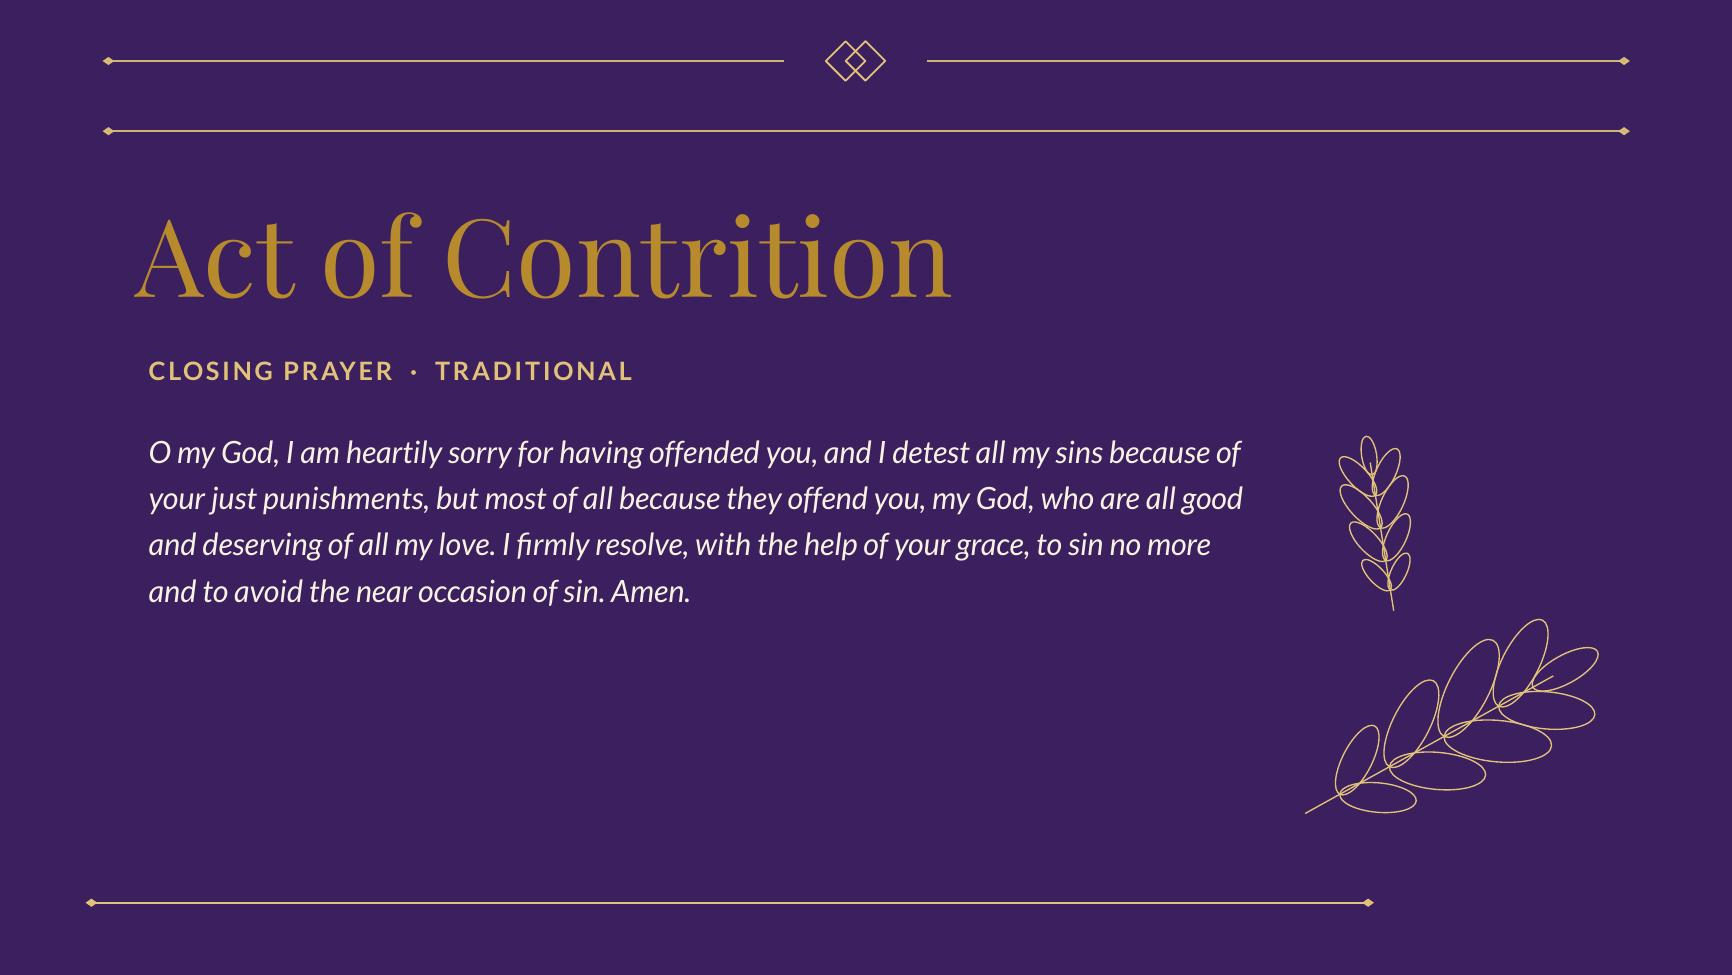 Act of Contrition
CLOSING PRAYER · TRADITIONAL
O my God, I am heartily sorry for having offended you, and I detest all my sins because of
your just punishments, but most of all because they offend you, my God, who are all good
and deserving of all my love. I firmly resolve, with the help of your grace, to sin no more
and to avoid the near occasion of sin. Amen.